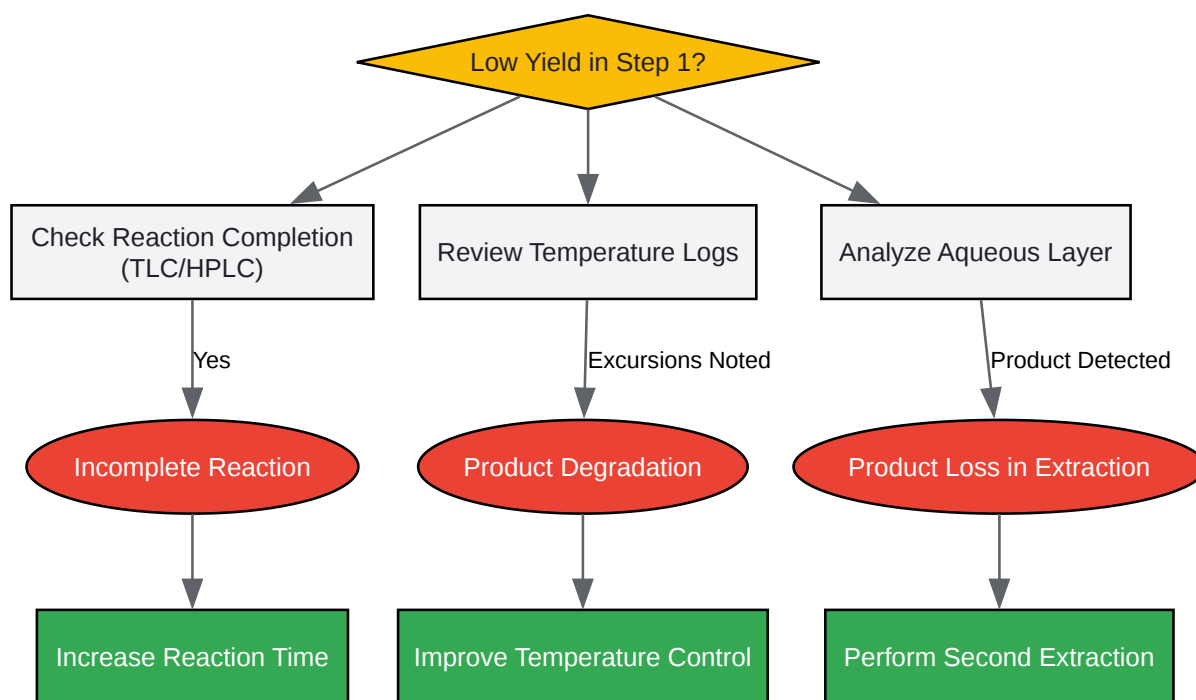 Low Yield in Step 1?
Check Reaction Completion
(TLC/HPLC)
Review Temperature Logs
Analyze Aqueous Layer
Yes
Excursions Noted
Product Detected
Incomplete Reaction
Product Degradation
Product Loss in Extraction
Increase Reaction Time
Improve Temperature Control
Perform Second Extraction